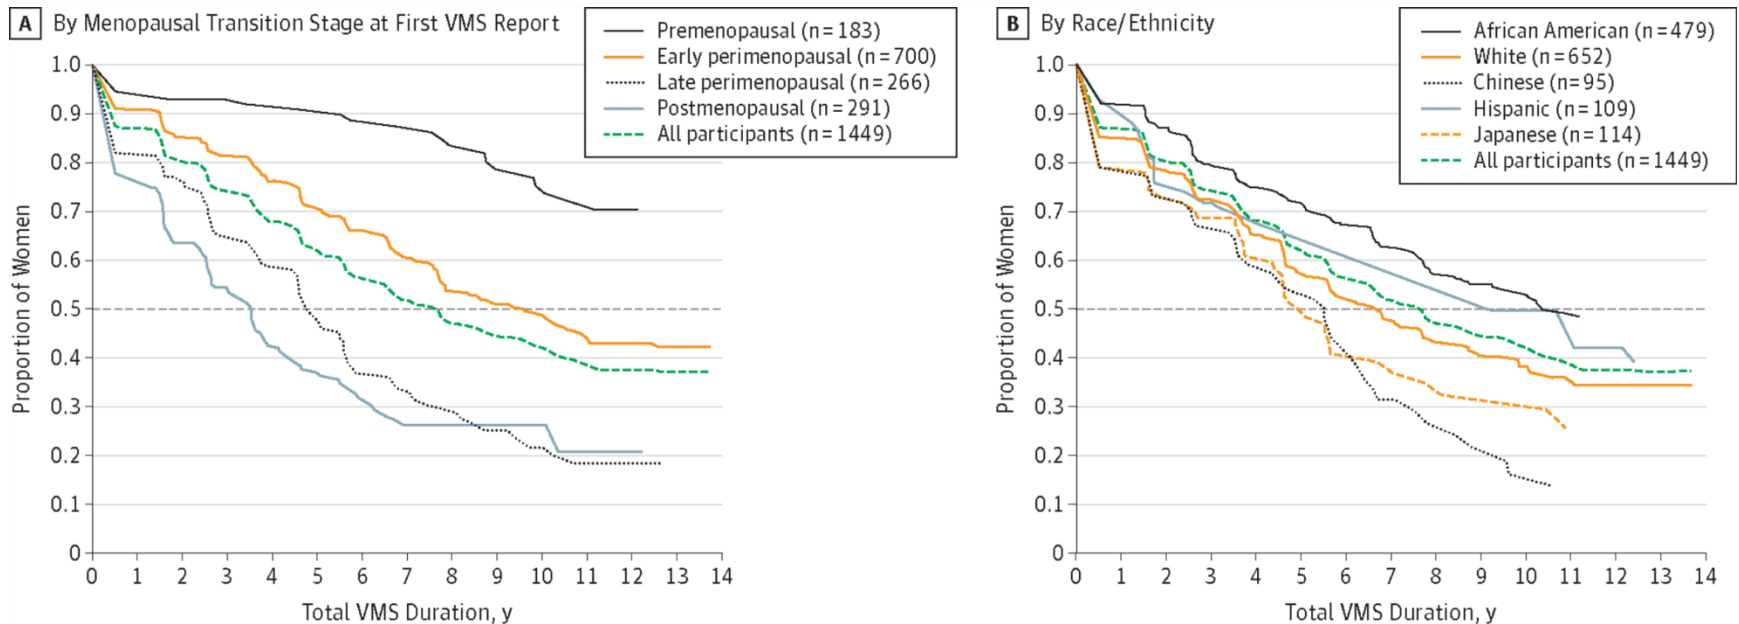 A By Menopausal Transition Stage at First VMS Report
Premenopausal (n = 183)
Early perimenopausal (n = 700)
Late perimenopausal (n = 266)
Postmenopausal (n = 291)
All participants (n = 1449)
Proportion of Women
1.0
0.9
0.8
0.7
0.6
0.5
0.4
0.3
0.2
0.1
0
0 1 2 3 4 5 6 7 8 9 10 11 12 13 14
Total VMS Duration, y
B By Race/Ethnicity
African American (n = 479)
White (n = 652)
Chinese (n = 95)
Hispanic (n = 109)
Japanese (n = 114)
All participants (n = 1449)
Proportion of Women
1.0
0.9
0.8
0.7
0.6
0.5
0.4
0.3
0.2
0.1
0
0 1 2 3 4 5 6 7 8 9 10 11 12 13 14
Total VMS Duration, y